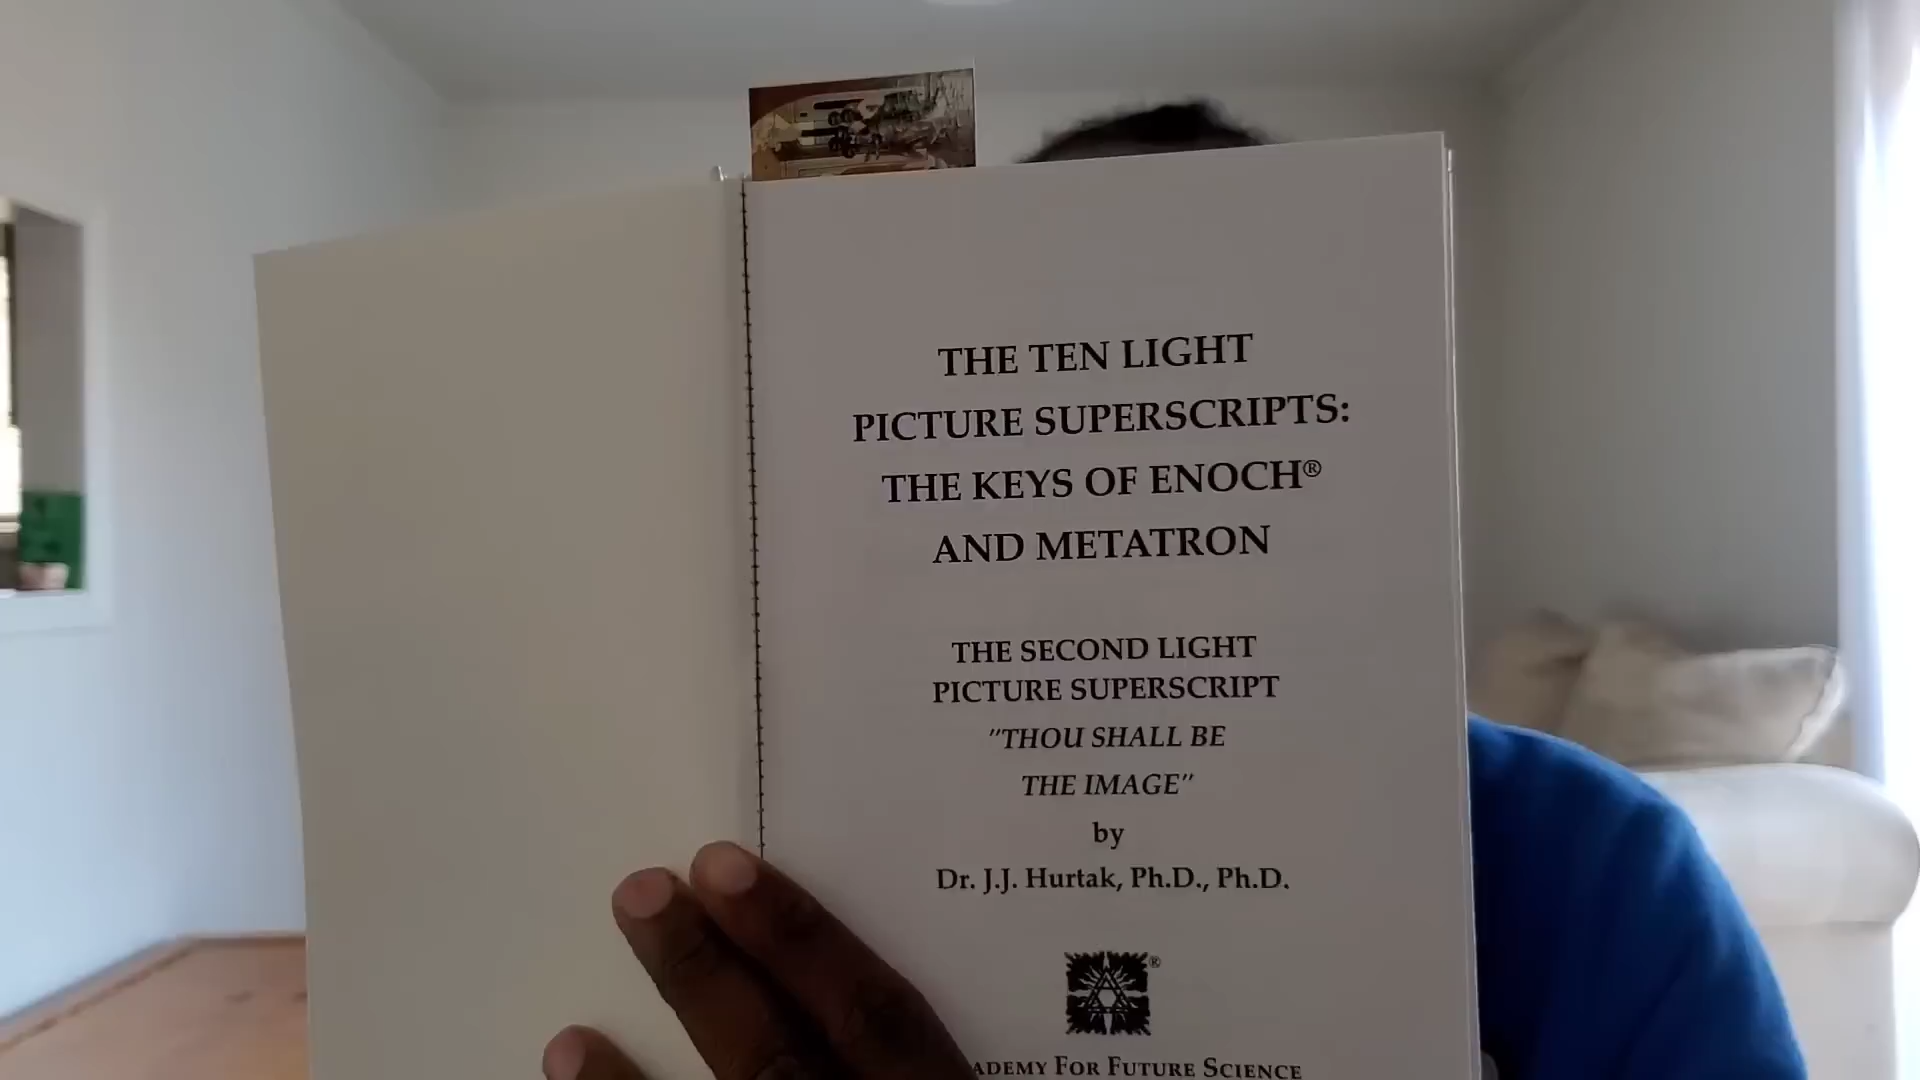 THE TEN LIGHT
PICTURE SUPERSCRIPTS:
THE KEYS OF ENOCH®
AND METATRON
THE SECOND LIGHT
PICTURE SUPERSCRIPT
"THOU SHALL BE
THE IMAGE"
by
Dr. J.J. Hurtak, Ph.D., Ph.D.
®
FOR FUTURE SCIENCE